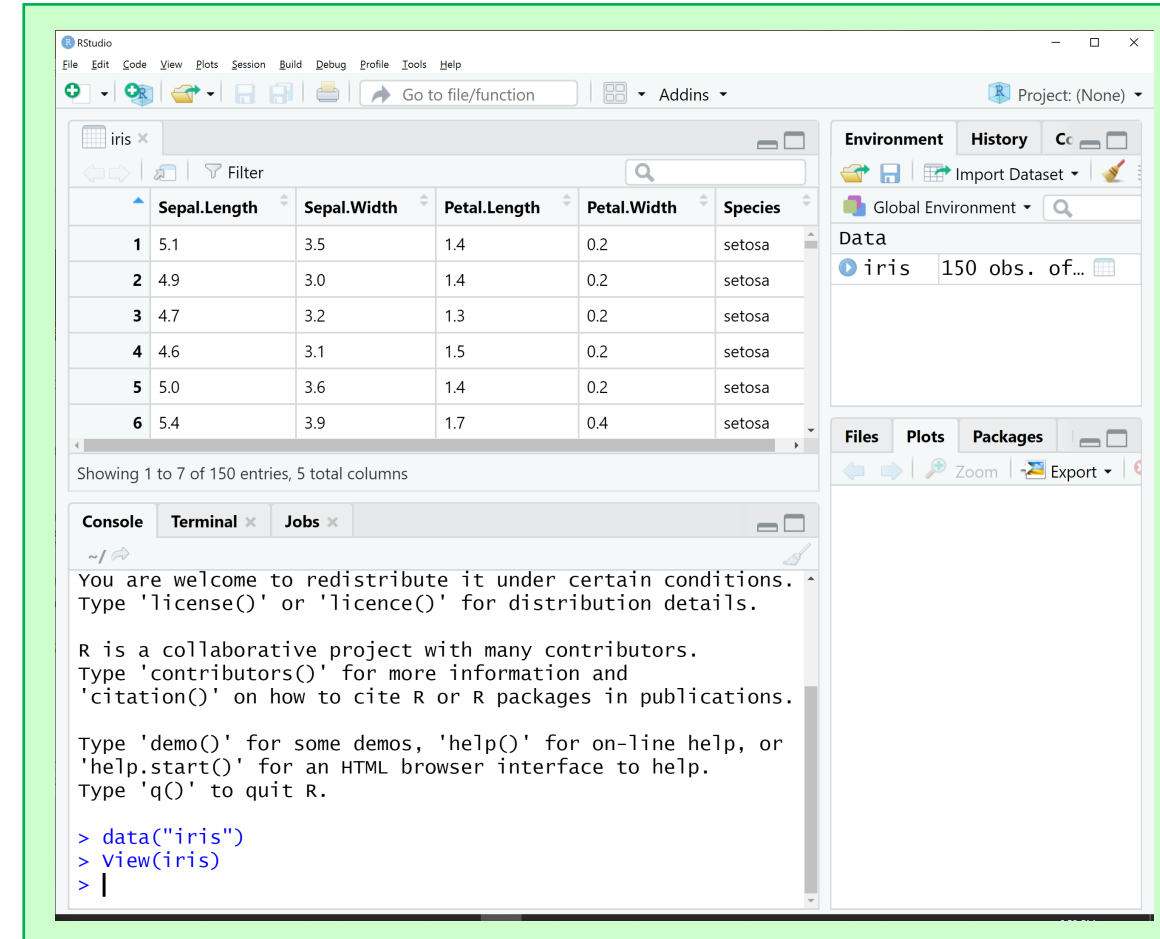 RStudio
File Edit Code View Plots Session Build Debug Profile Tools Help
Go to file/function Addins Project: (None)
iris
Filter
Sepal.Length Sepal.Width Petal.Length Petal.Width Species
1 5.1 3.5 1.4 0.2 setosa
2 4.9 3.0 1.4 0.2 setosa
3 4.7 3.2 1.3 0.2 setosa
4 4.6 3.1 1.5 0.2 setosa
5 5.0 3.6 1.4 0.2 setosa
6 5.4 3.9 1.7 0.4 setosa
Showing 1 to 7 of 150 entries, 5 total columns
Console Terminal Jobs
~/
You are welcome to redistribute it under certain conditions.
Type 'license()' or 'licence()' for distribution details.
R is a collaborative project with many contributors.
Type 'contributors()' for more information and
'citation()' on how to cite R or R packages in publications.
Type 'demo()' for some demos, 'help()' for on-line help, or
'help.start()' for an HTML browser interface to help.
Type 'q()' to quit R.
> data("iris")
> View(iris)
>
Environment History
Import Dataset
Global Environment
Data
iris 150 obs. of…
Files Plots Packages
Zoom Export